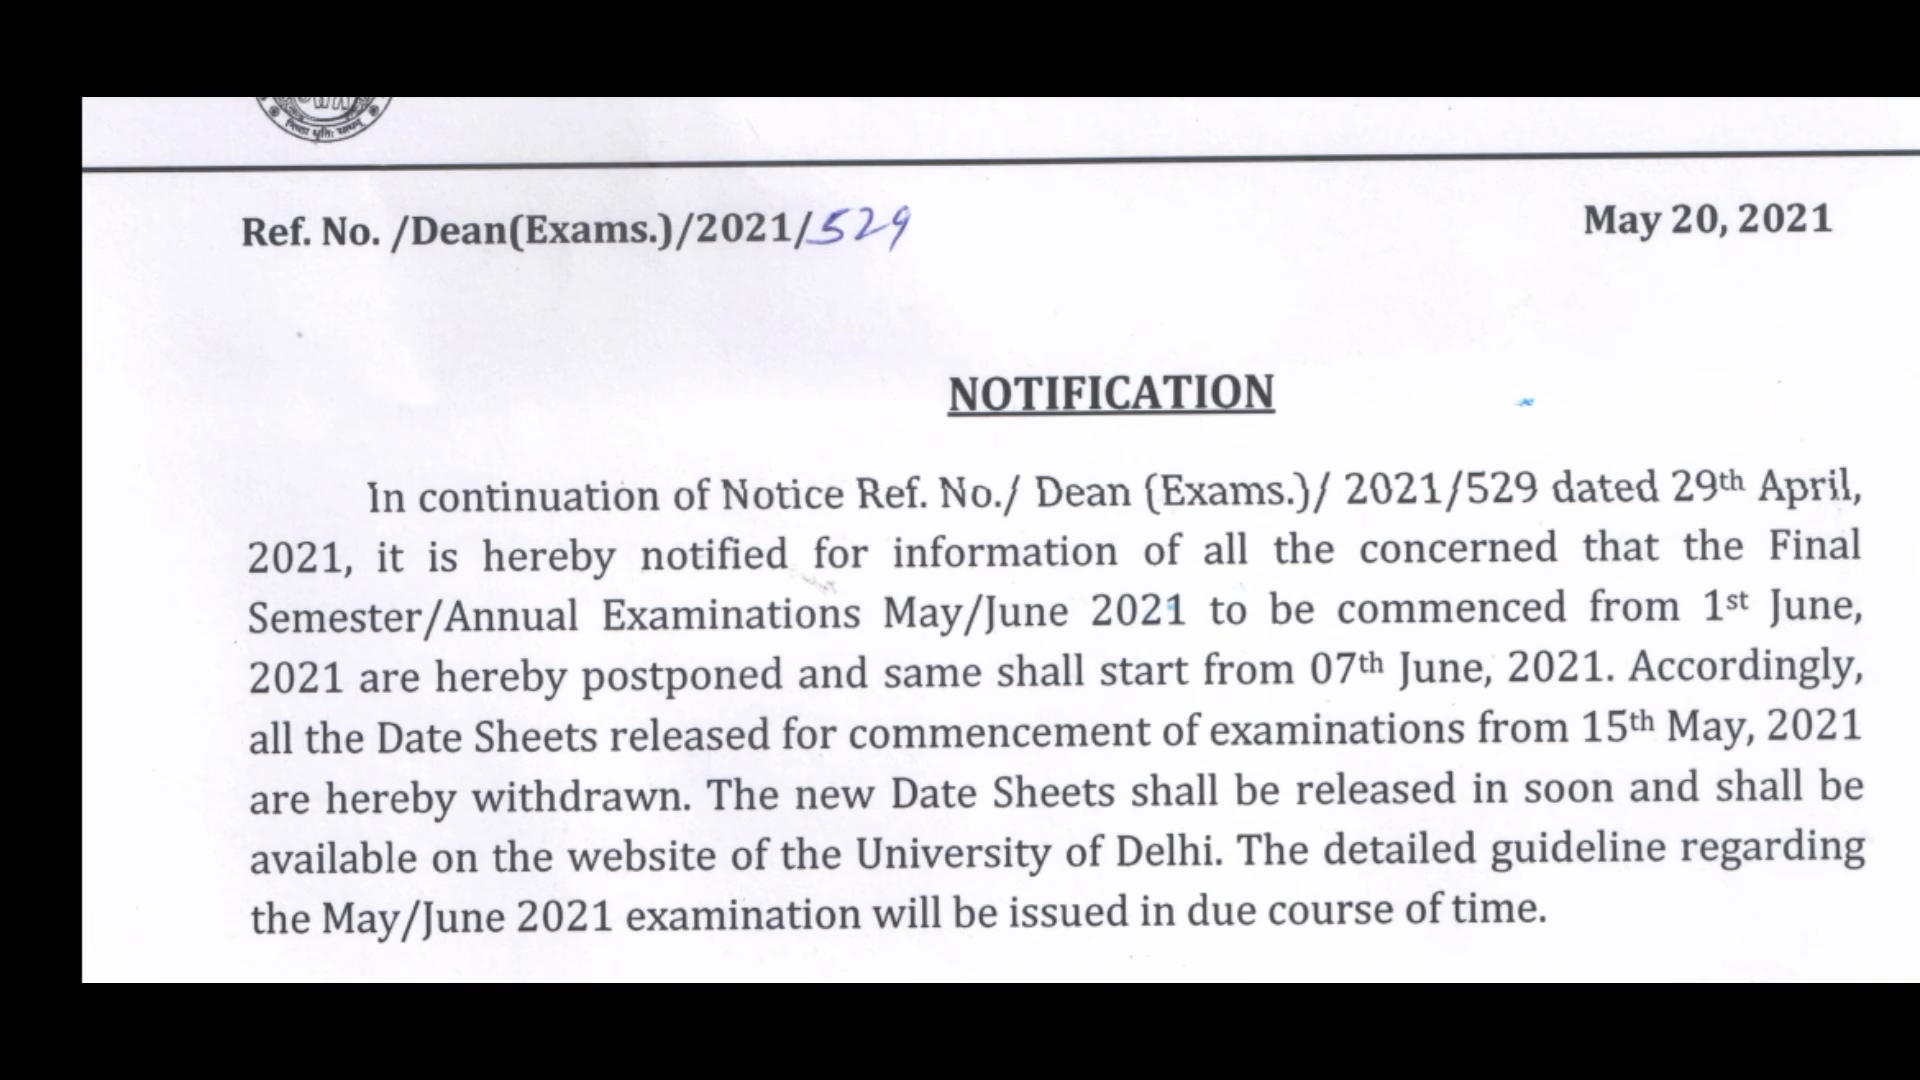 Ref. No. /Dean(Exams.)/2021/529
May 20, 2021
NOTIFICATION
In continuation of Notice Ref. No./ Dean (Exams.)/ 2021/529 dated 29th April,
2021, it is hereby notified for information of all the concerned that the Final
Semester/Annual Examinations May/June 2021 to be commenced from 1st June,
2021 are hereby postponed and same shall start from 07th June, 2021. Accordingly,
all the Date Sheets released for commencement of examinations from 15th May, 2021
are hereby withdrawn. The new Date Sheets shall be released in soon and shall be
available on the website of the University of Delhi. The detailed guideline regarding
the May/June 2021 examination will be issued in due course of time.